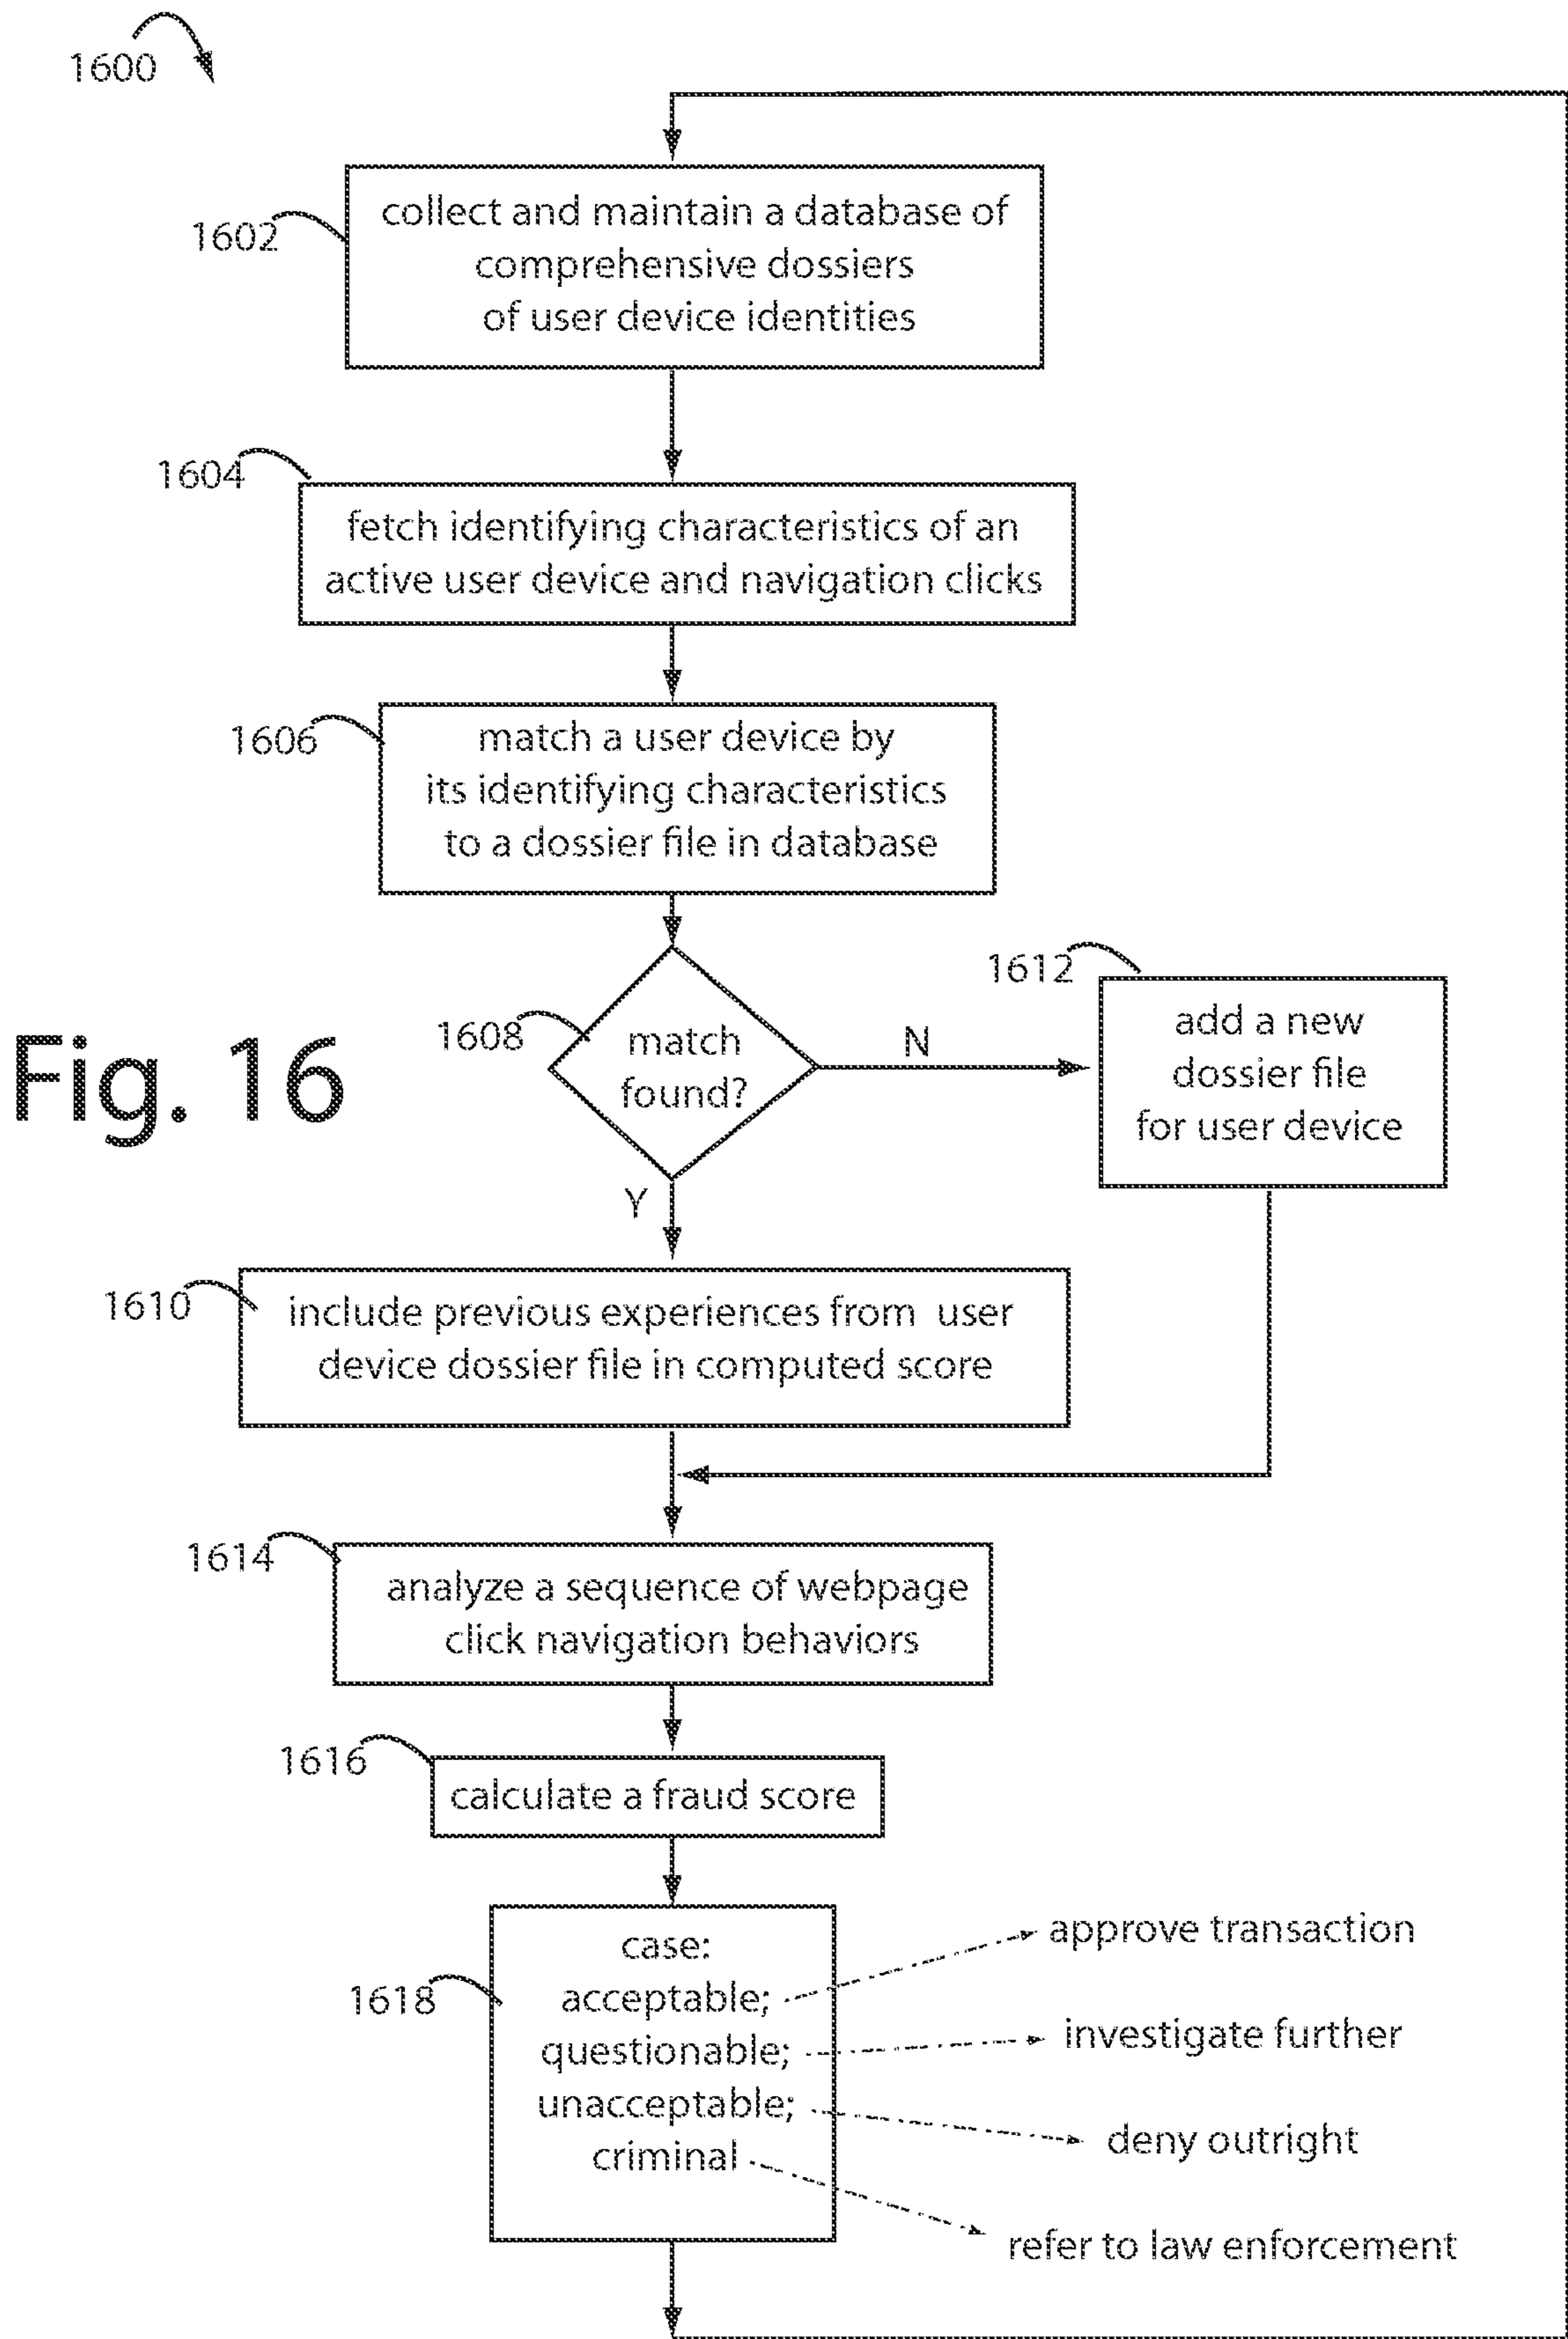 1600
1602
collect and maintain a database of
comprehensive dossiers
of user device identities
1604
fetch identifying characteristics of an
active user device and navigation clicks
1606
match a user device by
its identifying characteristics
to a dossier file in database
Fig. 16
1608
match
found?
N
Y
1612
add a new
dossier file
for user device
1610
include previous experiences from user
device dossier file in computed score
1614
analyze a sequence of webpage
click navigation behaviors
1616
calculate a fraud score
1618
case:
acceptable;
questionable;
unacceptable;
criminal
approve transaction
investigate further
deny outright
refer to law enforcement